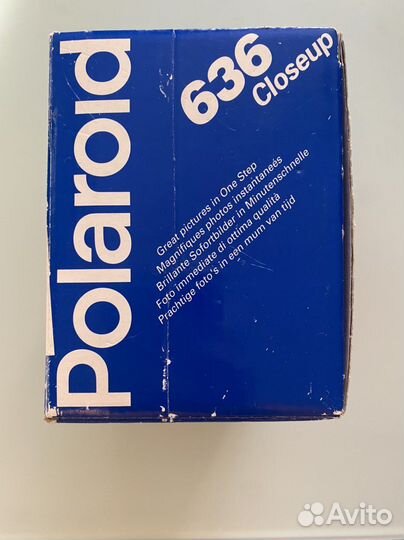 Polaroid
636
Closeup
Great pictures in One Step
Magnifiques photos instantaneés
Brillante Sofortbilder in Minutenschnelle
Foto immediate di ottima qualità
Prachtige foto's in een mum van tijd
Avito